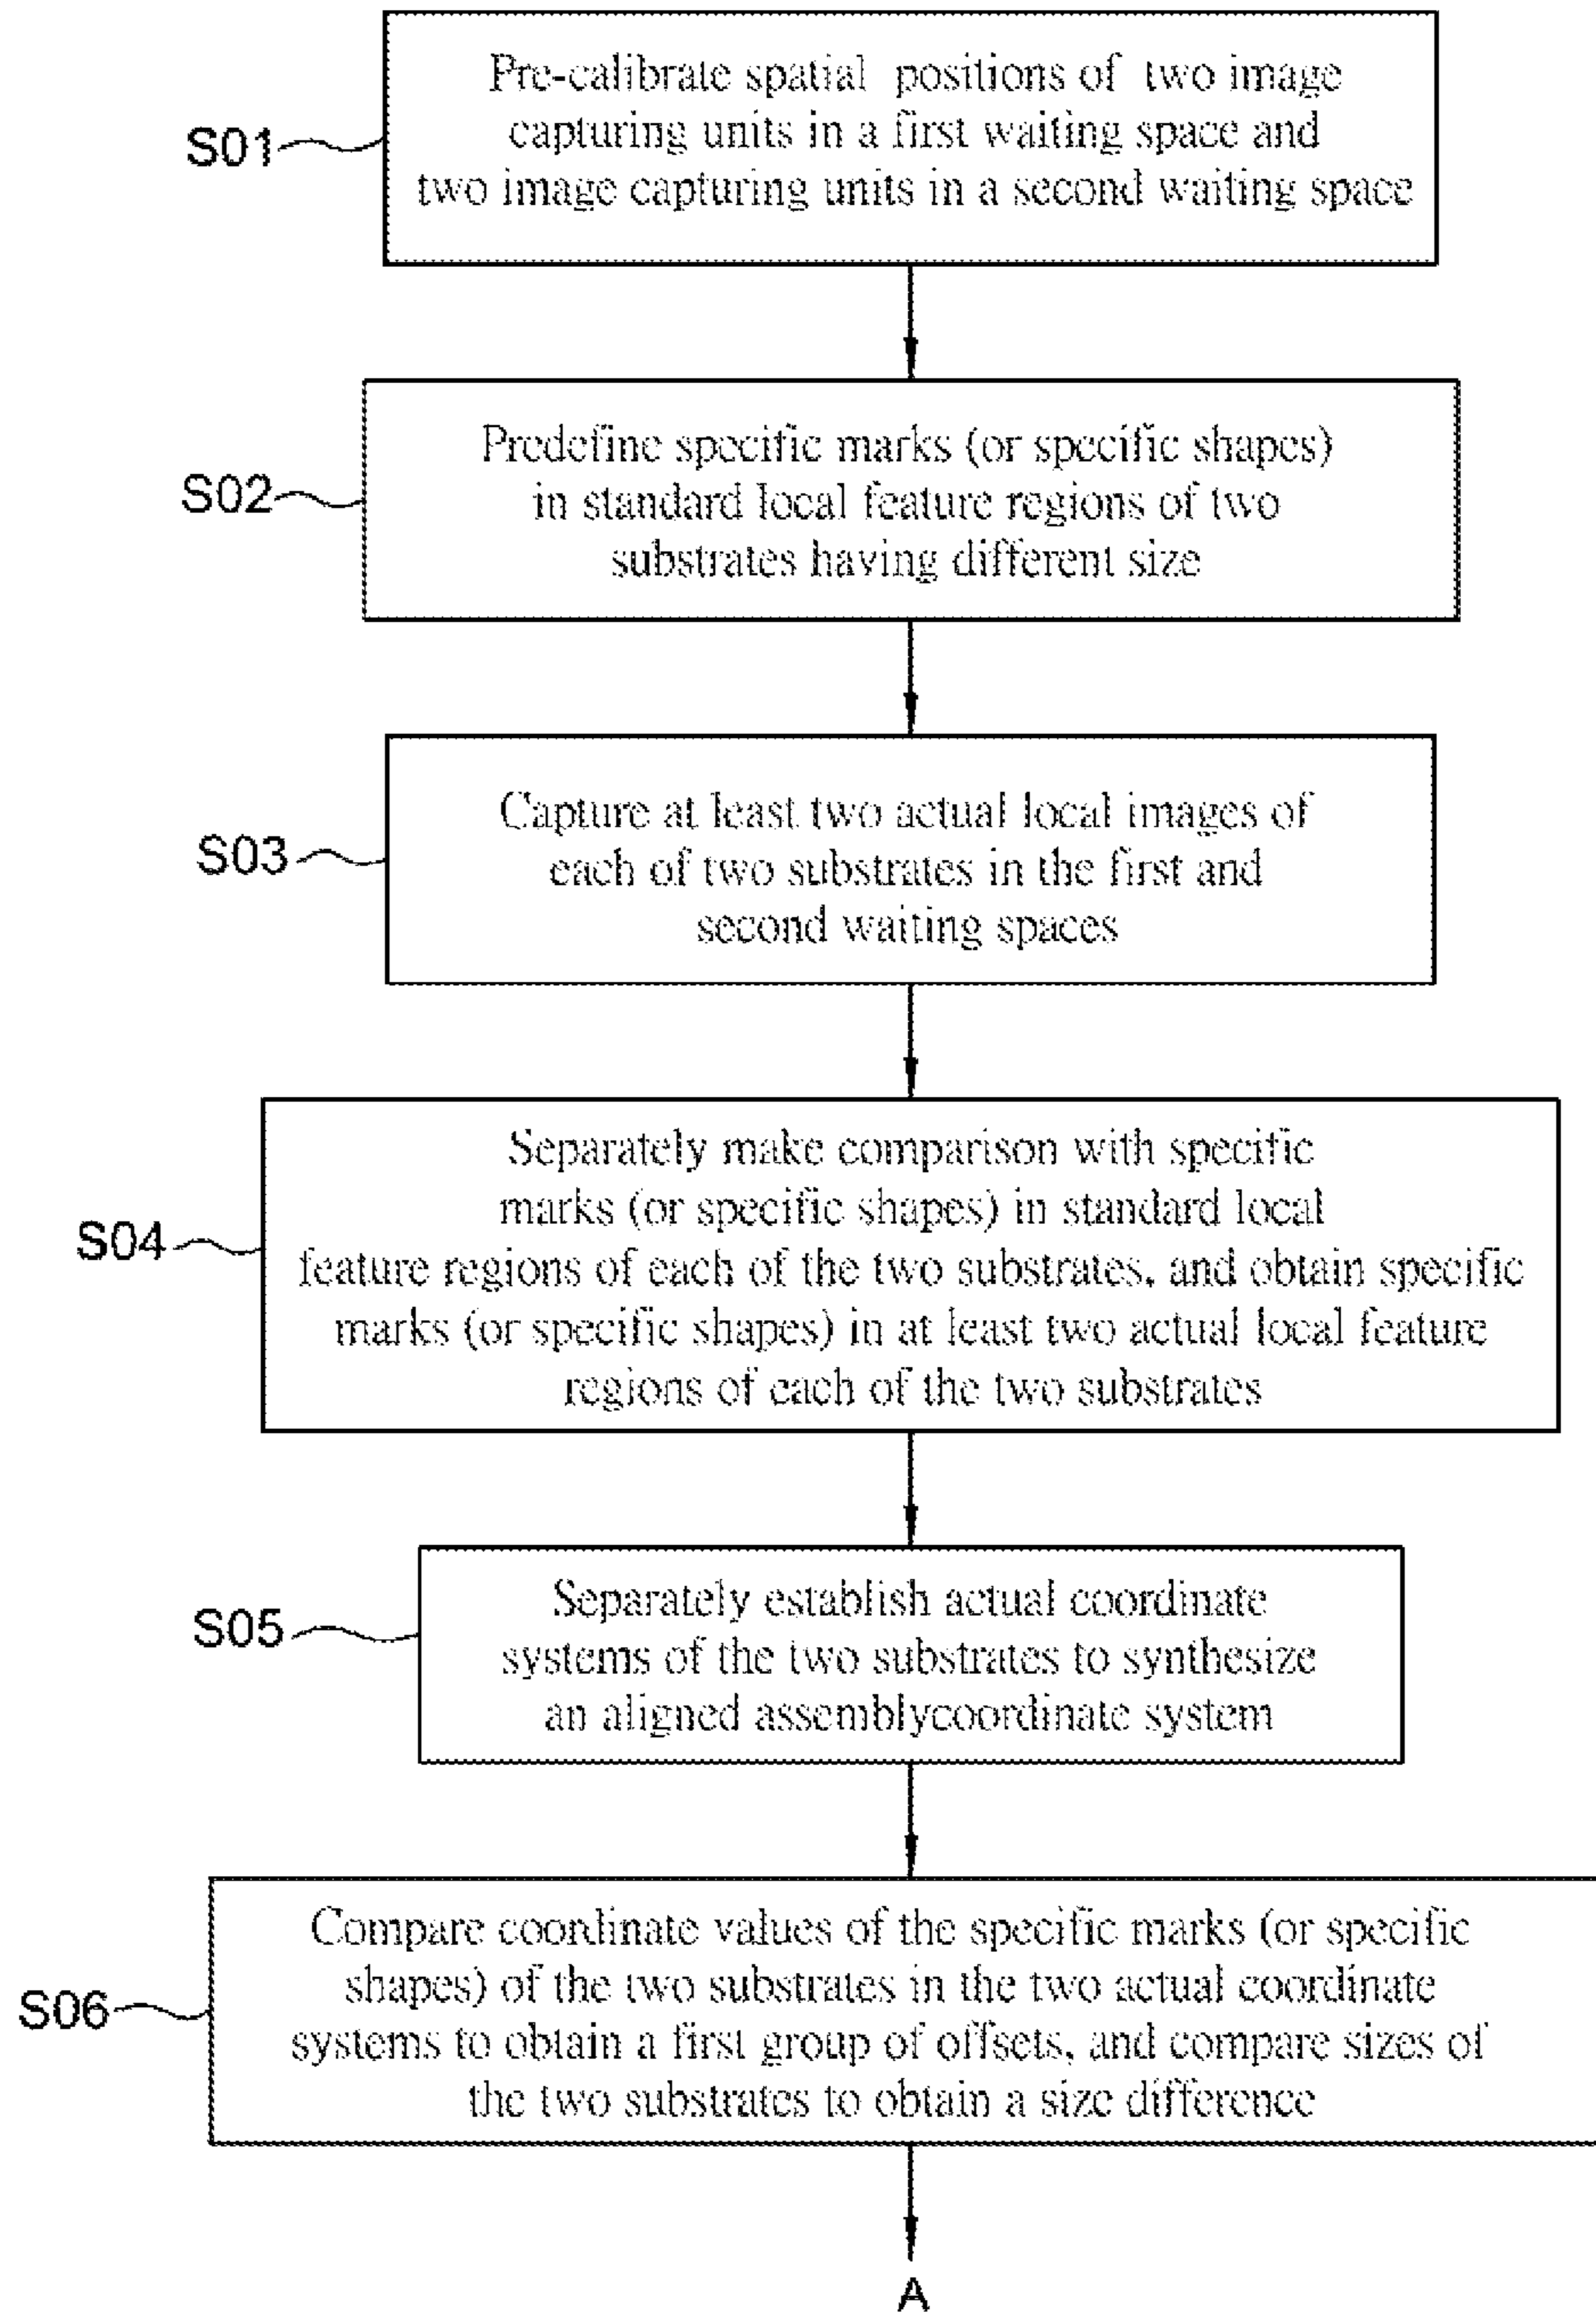 Pre-calibrate spatial positions of two image
capturing units in a first waiting space and
two image capturing units in a second waiting space
S01
Predefine specific marks (or specific shapes)
in standard local feature regions of two
substrates having different size
S02
Capture at least two actual local images of
each of two substrates in the first and
second waiting spaces
S03
Separately make comparison with specific
marks (or specific shapes) in standard local
feature regions of each of the two substrates, and obtain specific
marks (or specific shapes) in at least two actual local feature
regions of each of the two substrates
S04
Separately establish actual coordinate
systems of the two substrates to synthesize
an aligned assemblycoordinate system
S05
Compare coordinate values of the specific marks (or specific
shapes) of the two substrates in the two actual coordinate
systems to obtain a first group of offsets, and compare sizes of
the two substrates to obtain a size difference
S06
A